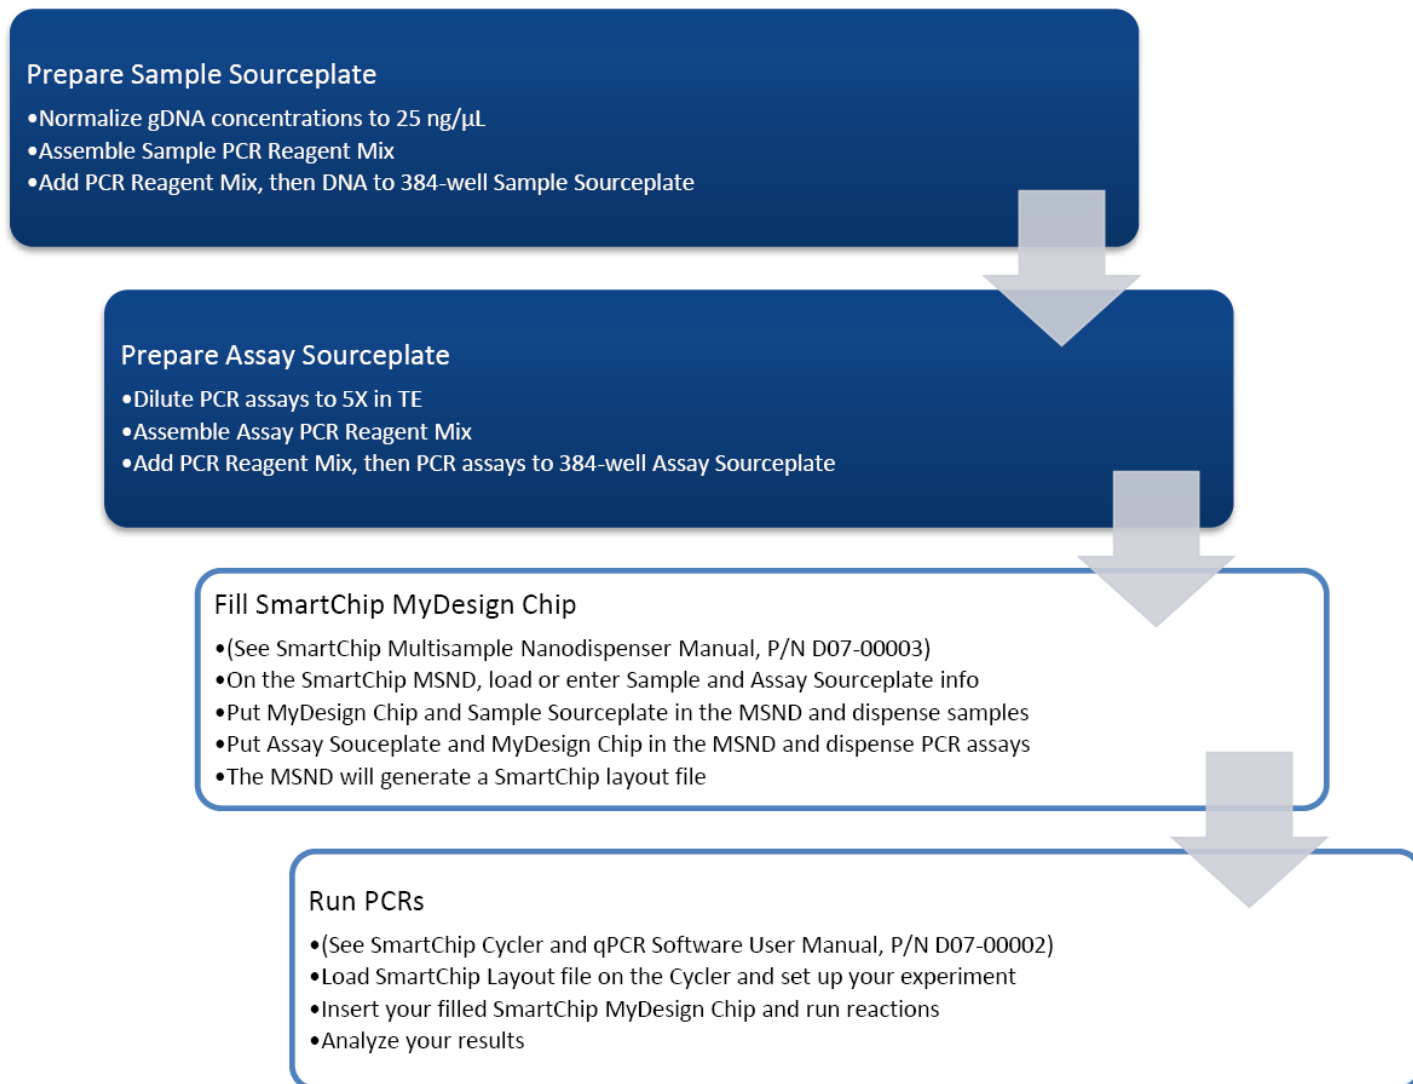 Prepare Sample Sourceplate
•Normalize gDNA concentrations to 25 ng/µL
•Assemble Sample PCR Reagent Mix
•Add PCR Reagent Mix, then DNA to 384-well Sample Sourceplate
Prepare Assay Sourceplate
•Dilute PCR assays to 5X in TE
•Assemble Assay PCR Reagent Mix
•Add PCR Reagent Mix, then PCR assays to 384-well Assay Sourceplate
Fill SmartChip MyDesign Chip
•(See SmartChip Multisample Nanodispenser Manual, P/N D07-00003)
•On the SmartChip MSND, load or enter Sample and Assay Sourceplate info
•Put MyDesign Chip and Sample Sourceplate in the MSND and dispense samples
•Put Assay Souceplate and MyDesign Chip in the MSND and dispense PCR assays
•The MSND will generate a SmartChip layout file
Run PCRs
•(See SmartChip Cycler and qPCR Software User Manual, P/N D07-00002)
•Load SmartChip Layout file on the Cycler and set up your experiment
•Insert your filled SmartChip MyDesign Chip and run reactions
•Analyze your results